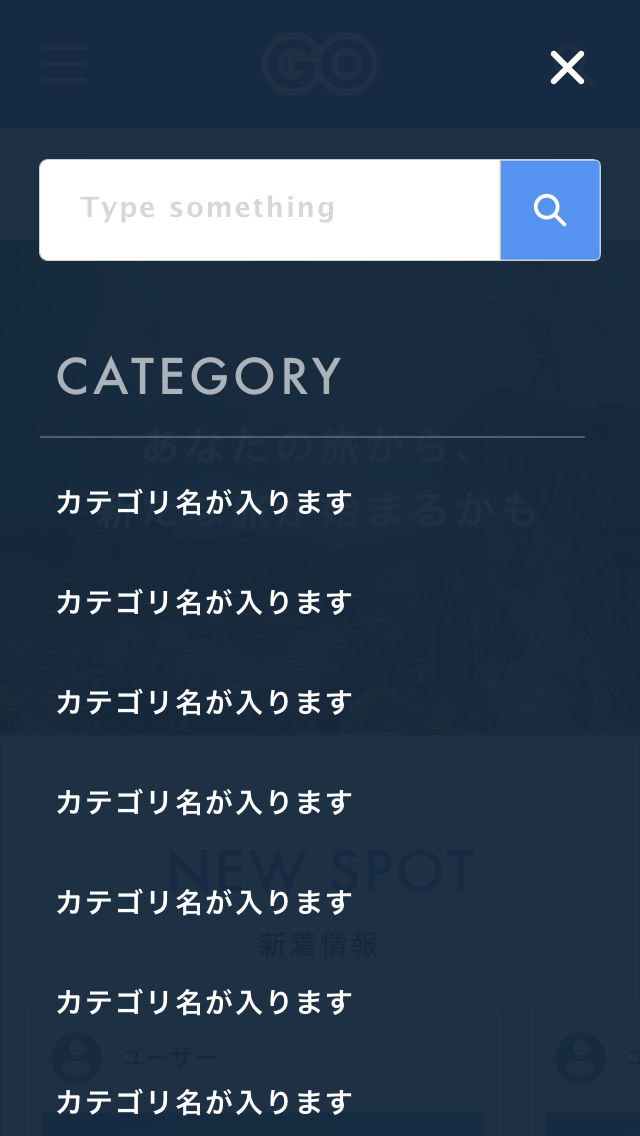 GO
Type something
CATEGORY
あなたの旅から、
カテゴリ名が入ります
新たな旅が始まるかも
カテゴリ名が入ります
カテゴリ名が入ります
カテゴリ名が入ります
NEW SPOT
カテゴリ名が入ります
新着情報
カテゴリ名が入ります
ユーザー
カテゴリ名が入ります